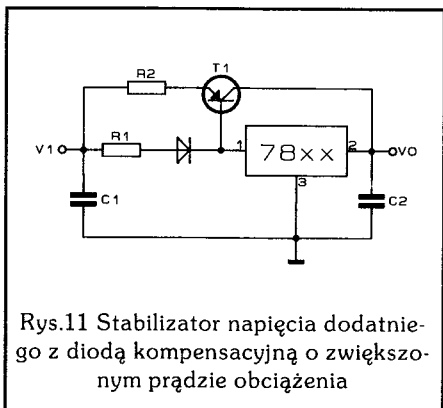 R2
T1
V1
R1
1
78xx
2
VO
3
C1
C2
Rys.11 Stabilizator napięcia dodatnie-
go z diodą kompensacyjną o zwiększo-
nym prądzie obciążenia